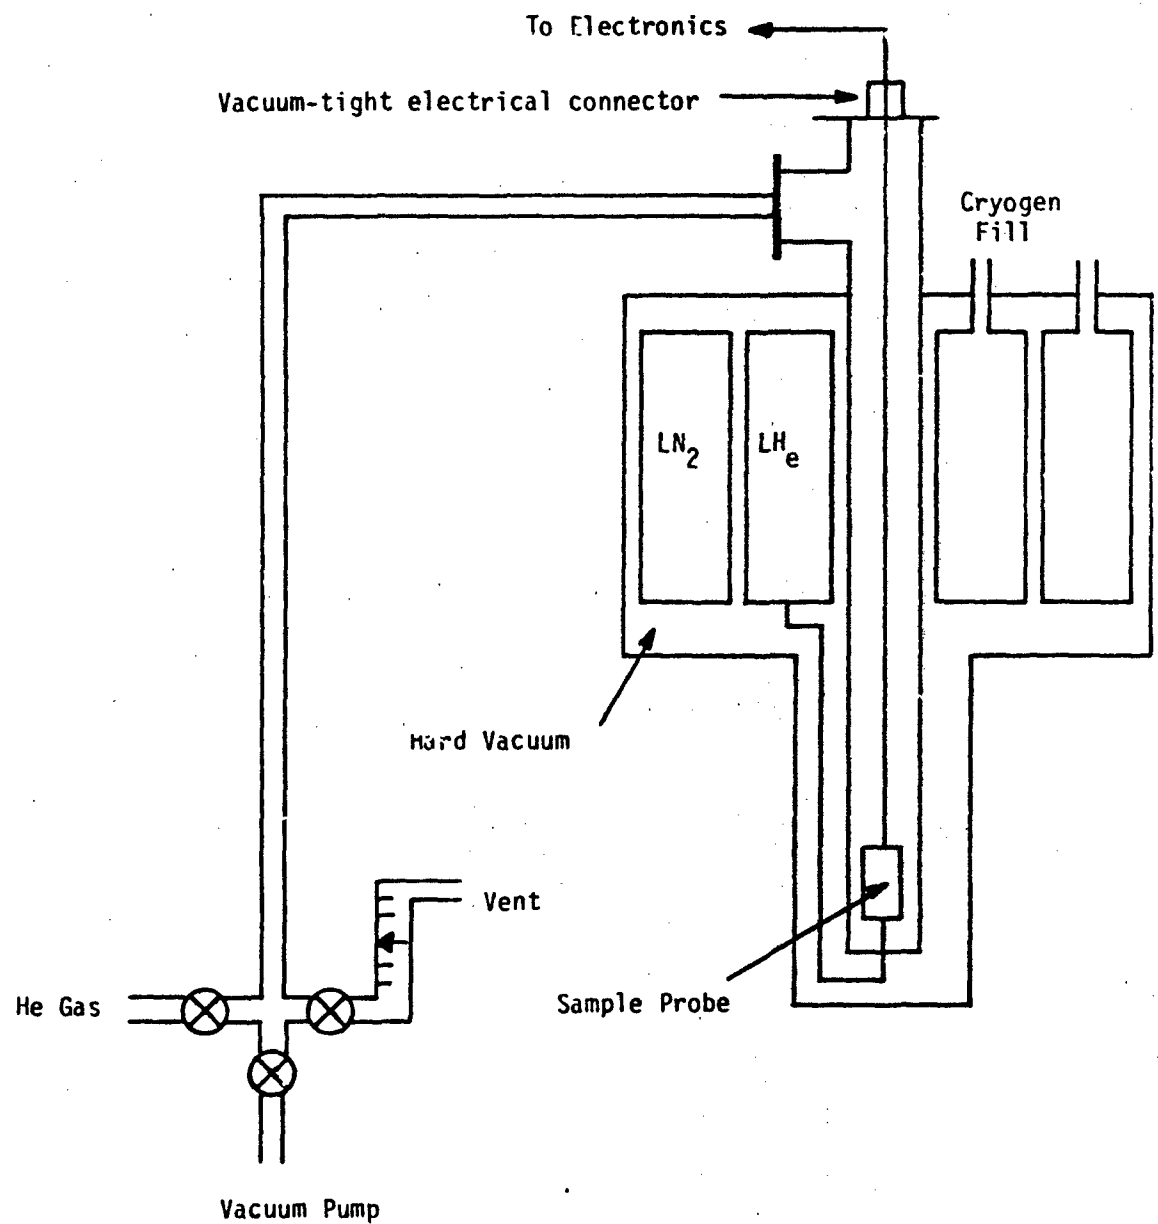 To Electronics
Vacuum-tight electrical connector
Cryogen
Fill
LN2
LHe
Hard Vacuum
Vent
He Gas
Sample Probe
Vacuum Pump